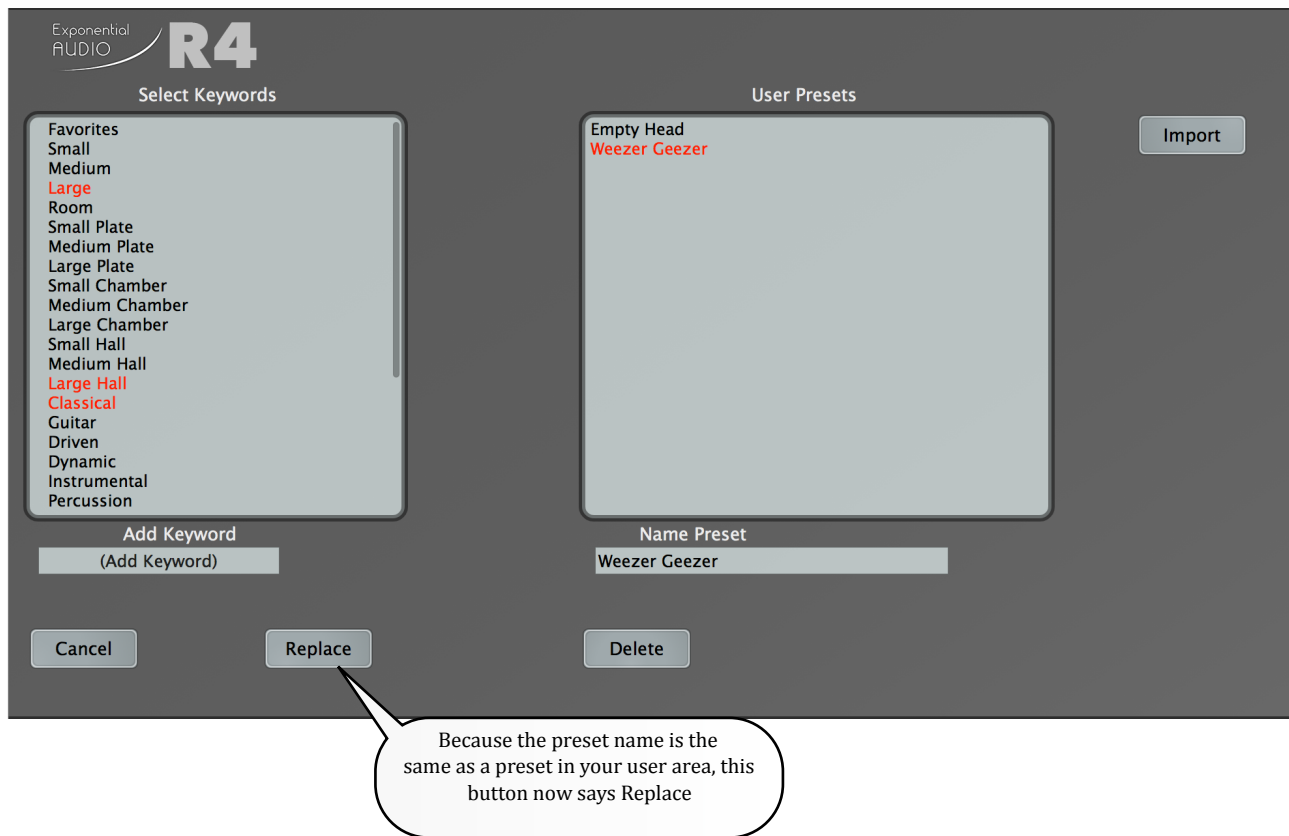 Exponential
AUDIO
R4
Select Keywords
Favorites
Small
Medium
Large
Room
Small Plate
Medium Plate
Large Plate
Small Chamber
Medium Chamber
Large Chamber
Small Hall
Medium Hall
Large Hall
Classical
Guitar
Driven
Dynamic
Instrumental
Percussion
Add Keyword
(Add Keyword)
User Presets
Empty Head
Weezer Geezer
Name Preset
Weezer Geezer
Import
Cancel
Replace
Delete
Because the preset name is the
same as a preset in your user area, this
button now says Replace